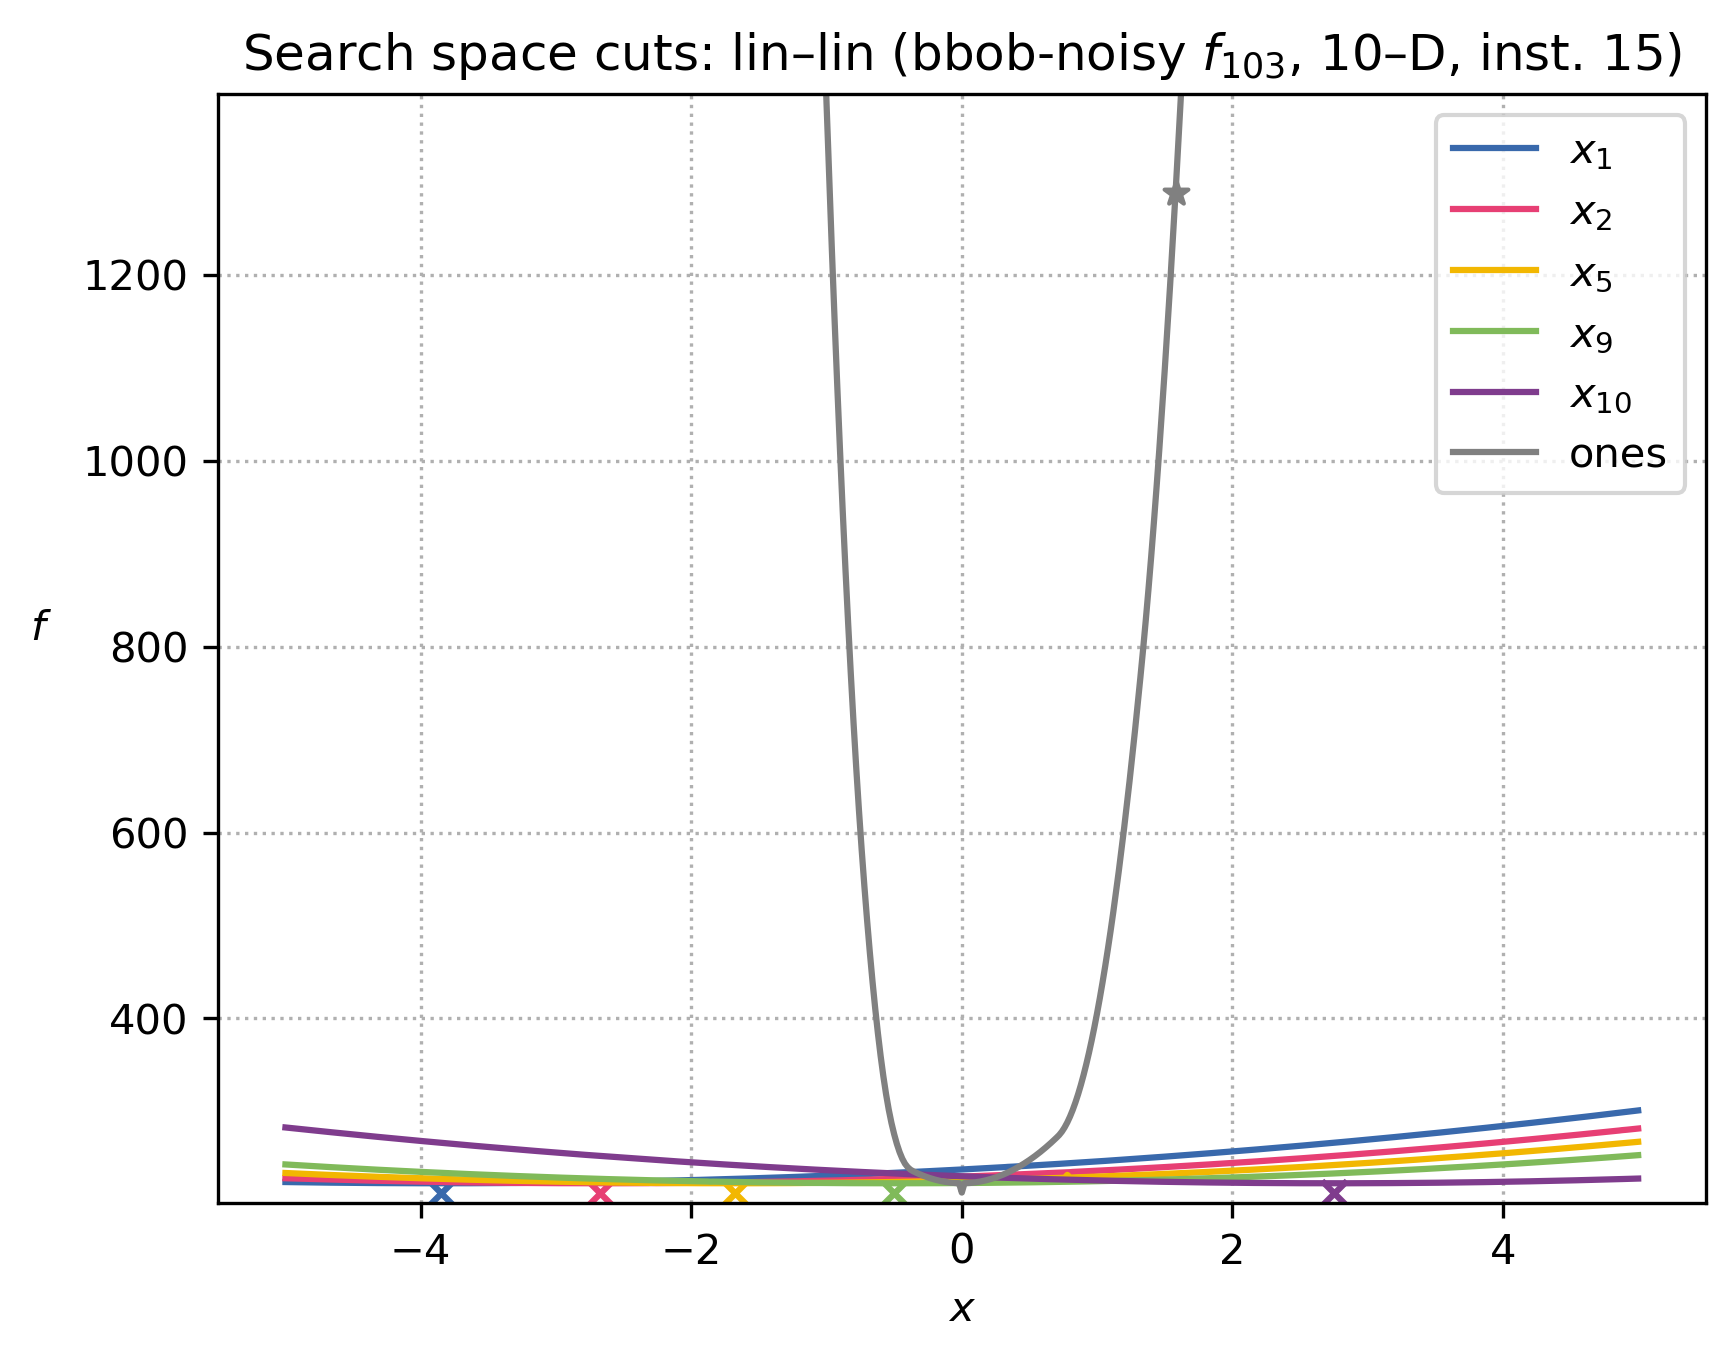 Search space cuts: lin–lin (bbob-noisy f₁₀₃, 10–D, inst. 15)
x₁
x₂
x₅
x₉
x₁₀
ones
1200
1000
800
600
400
f
−4
−2
0
2
4
x